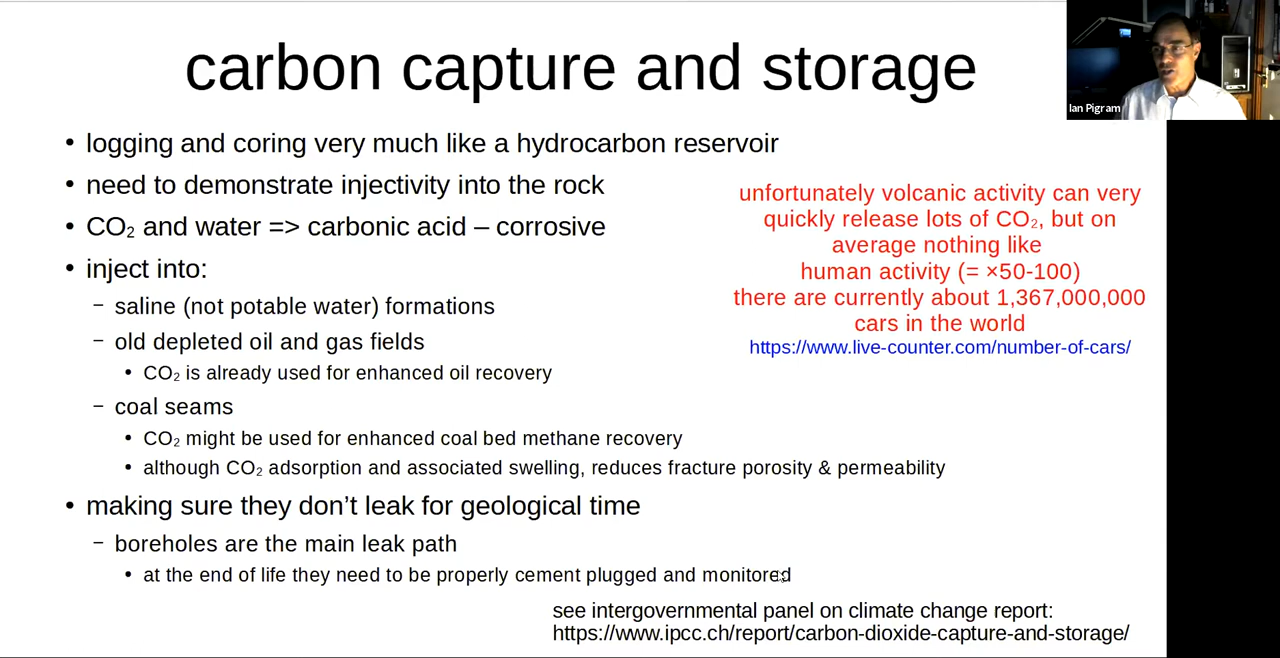 carbon capture and storage
Ian Pigram
• logging and coring very much like a hydrocarbon reservoir
• need to demonstrate injectivity into the rock
• CO₂ and water => carbonic acid – corrosive
• inject into:
– saline (not potable water) formations
– old depleted oil and gas fields
• CO₂ is already used for enhanced oil recovery
– coal seams
• CO₂ might be used for enhanced coal bed methane recovery
• although CO₂ adsorption and associated swelling, reduces fracture porosity & permeability
• making sure they don’t leak for geological time
– boreholes are the main leak path
• at the end of life they need to be properly cement plugged and monitored
unfortunately volcanic activity can very
quickly release lots of CO₂, but on
average nothing like
human activity (= ×50-100)
there are currently about 1,367,000,000
cars in the world
https://www.live-counter.com/number-of-cars/
see intergovernmental panel on climate change report:
https://www.ipcc.ch/report/carbon-dioxide-capture-and-storage/